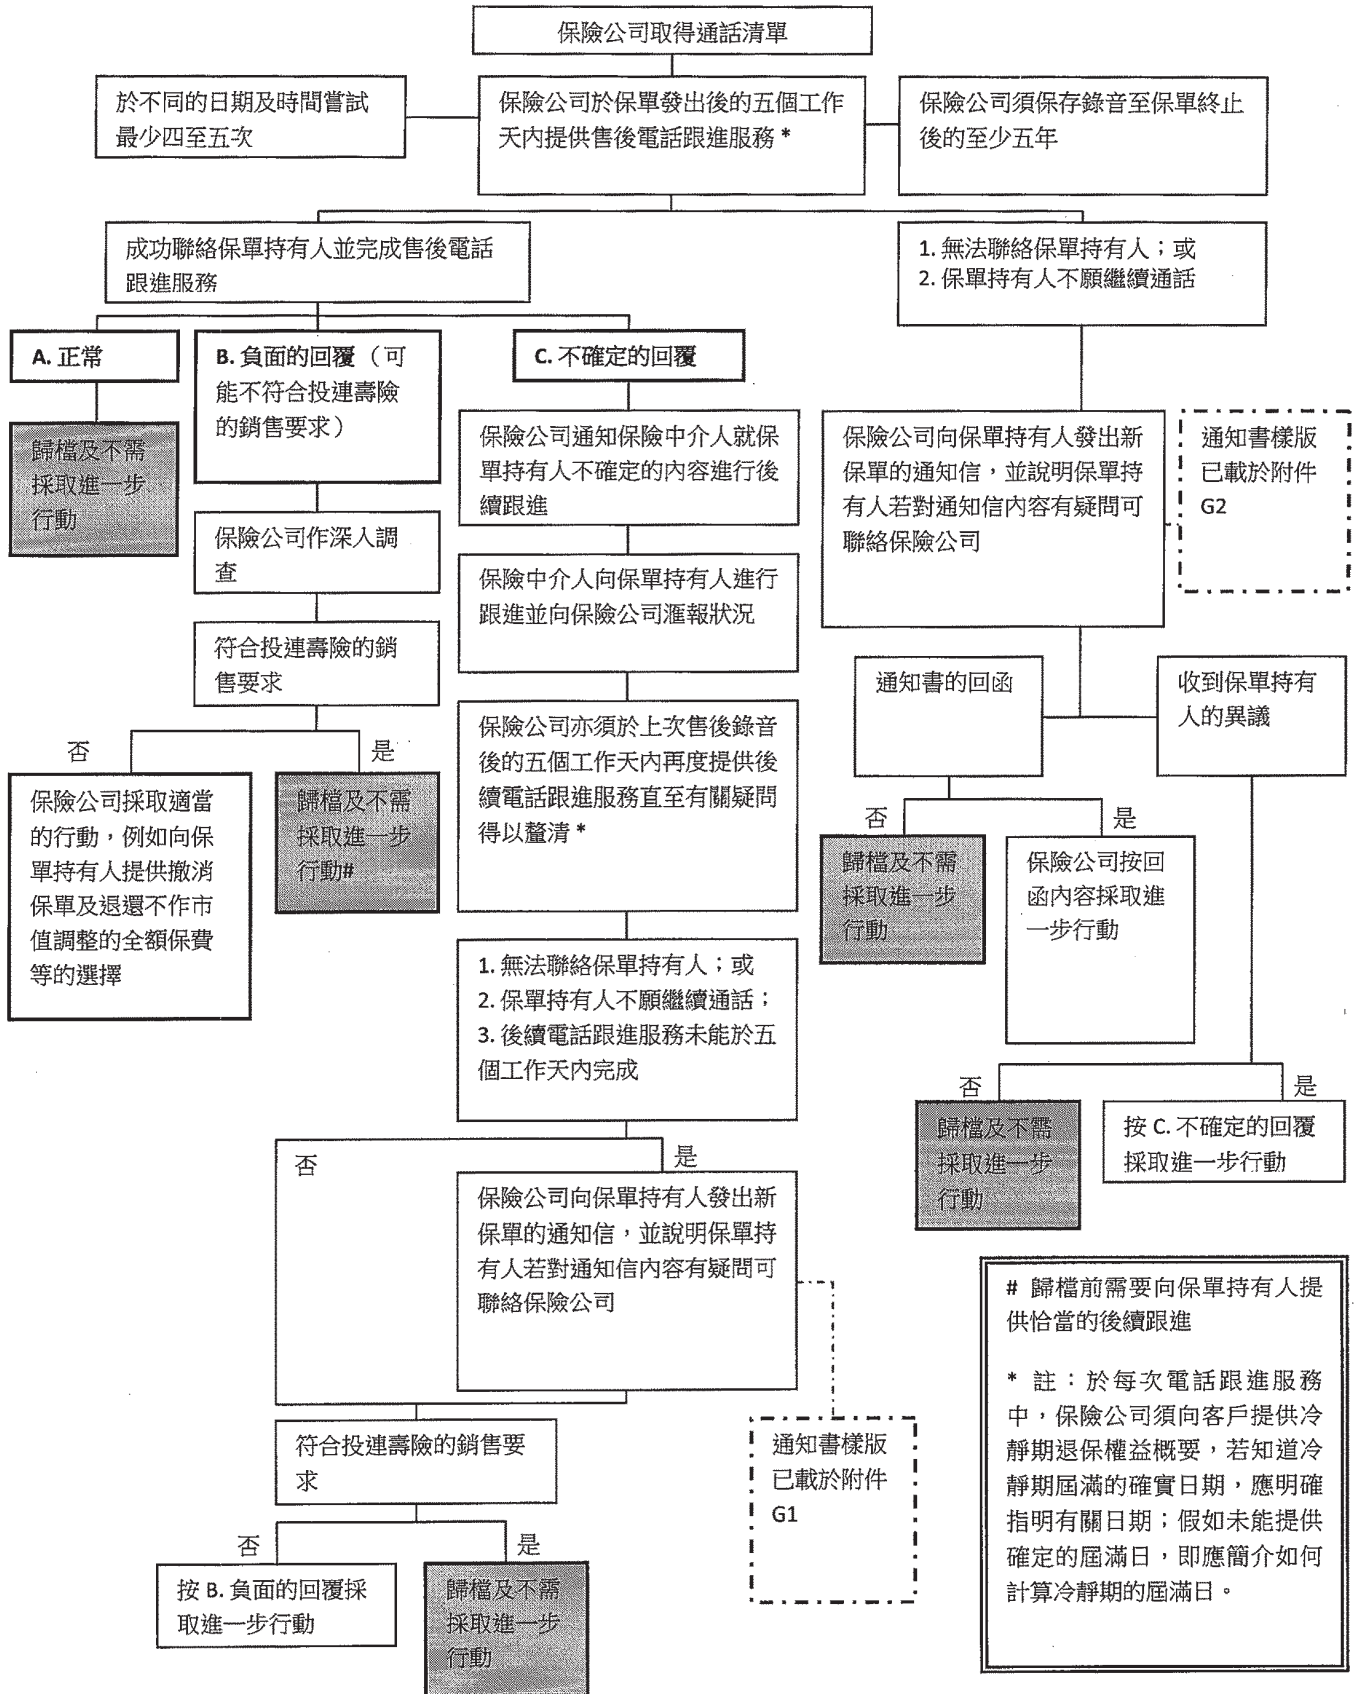 保險公司取得通話清單
於不同的日期及時間嘗試
最少四至五次
保險公司於保單發出後的五個工作
天內提供售後電話跟進服務 *
保險公司須保存錄音至保單終止
後的至少五年
成功聯絡保單持有人並完成售後電話
跟進服務
1. 無法聯絡保單持有人；或
2. 保單持有人不願繼續通話
A. 正常
歸檔及不需
採取進一步
行動
B. 負面的回覆（可
能不符合投連壽險
的銷售要求）
保險公司作深入調
查
符合投連壽險的銷
售要求
否
是
保險公司採取適當
的行動，例如向保
單持有人提供撤消
保單及退還不作市
值調整的全額保費
等的選擇
歸檔及不需
採取進一步
行動#
C. 不確定的回覆
保險公司通知保險中介人就保
單持有人不確定的內容進行後
續跟進
保險中介人向保單持有人進行
跟進並向保險公司滙報狀況
保險公司亦須於上次售後錄音
後的五個工作天內再度提供後
續電話跟進服務直至有關疑問
得以釐清 *
1. 無法聯絡保單持有人；或
2. 保單持有人不願繼續通話；
3. 後續電話跟進服務未能於五
個工作天內完成
否
是
保險公司向保單持有人發出新
保單的通知信，並說明保單持
有人若對通知信內容有疑問可
聯絡保險公司
通知書樣版
已載於附件
G1
符合投連壽險的銷售要
求
否
是
按 B. 負面的回覆採
取進一步行動
歸檔及不需
採取進一步
行動
保險公司向保單持有人發出新
保單的通知信，並說明保單持
有人若對通知信內容有疑問可
聯絡保險公司
通知書樣版
已載於附件
G2
通知書的回函
收到保單持有
人的異議
否
是
歸檔及不需
採取進一步
行動
保險公司按回
函內容採取進
一步行動
否
是
歸檔及不需
採取進一步
行動
按 C. 不確定的回覆
採取進一步行動
# 歸檔前需要向保單持有人提
供恰當的後續跟進
* 註：於每次電話跟進服務
中，保險公司須向客戶提供冷
靜期退保權益概要，若知道冷
靜期屆滿的確實日期，應明確
指明有關日期；假如未能提供
確定的屆滿日，即應簡介如何
計算冷靜期的屆滿日。